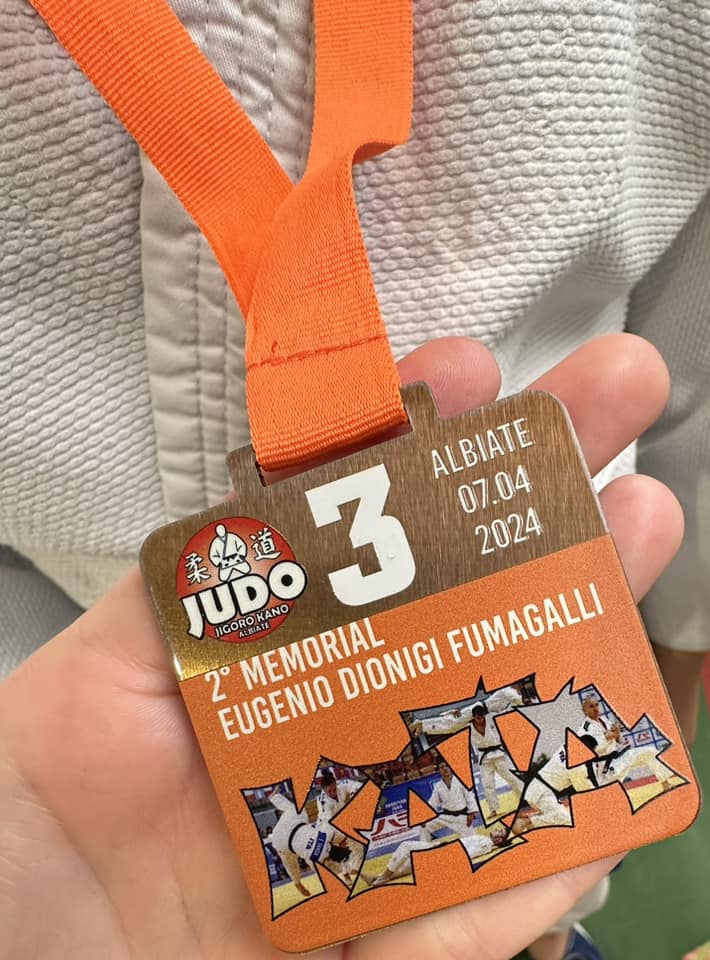 3
ALBIATE
07.04
2024
柔 道
JUDO
JIGORO KANO
ALBIATE
2° MEMORIAL
EUGENIO DIONIGI FUMAGALLI
KATA